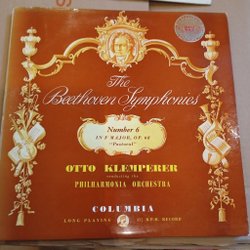 The
Beethoven Symphonies
Number 6
IN F MAJOR, OP. 68
"Pastoral"
OTTO KLEMPERER
conducting the
PHILHARMONIA ORCHESTRA
COLUMBIA
LONG PLAYING 33⅓ R.P.M. RECORD